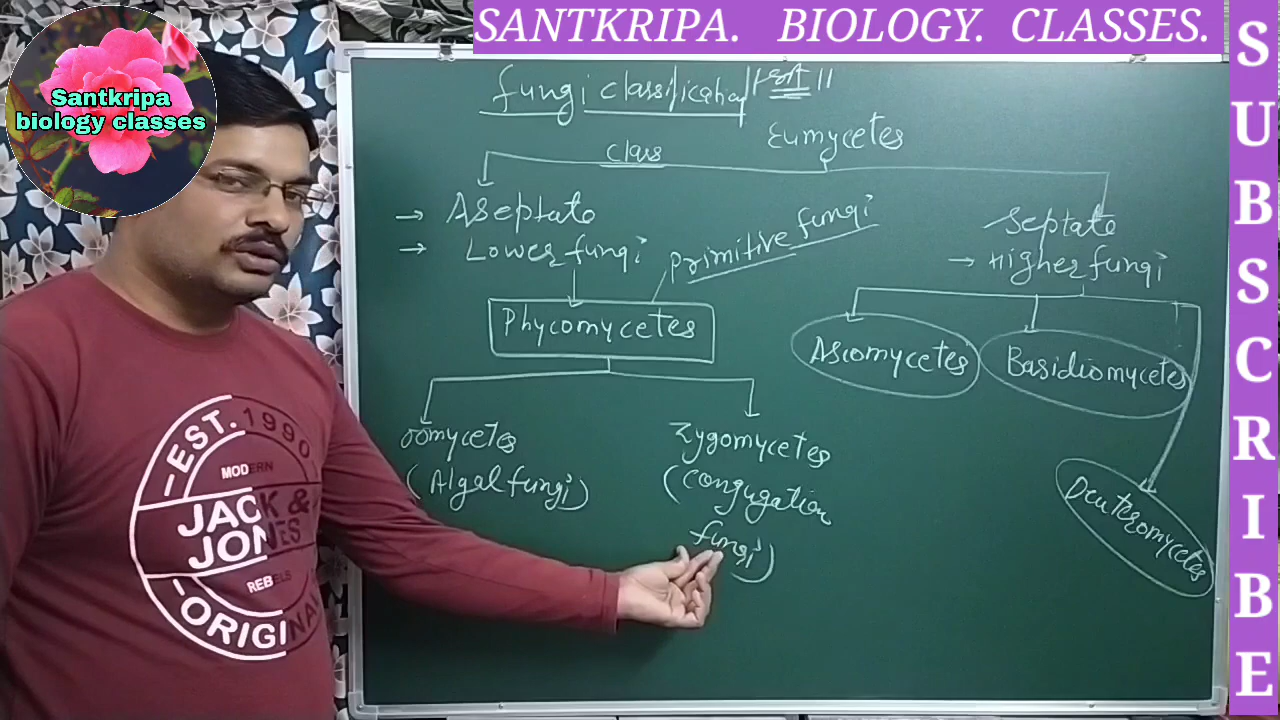 SANTKRIPA. BIOLOGY. CLASSES.
SUBSCRIBE
Santkripa
biology classes
fungi classification
Eumycetes
class
→ Aseptate
→ Lower fungi
primitive fungi
Septate
→ Higher fungi
Phycomycetes
Ascomycetes
Basidiomycetes
Deuteromycetes
oomycetes
(Algal fungi)
Zygomycetes
(conjugation
fungi)
EST. 1990
MODERN
JACK &
JONES
REBELS
ORIGINA